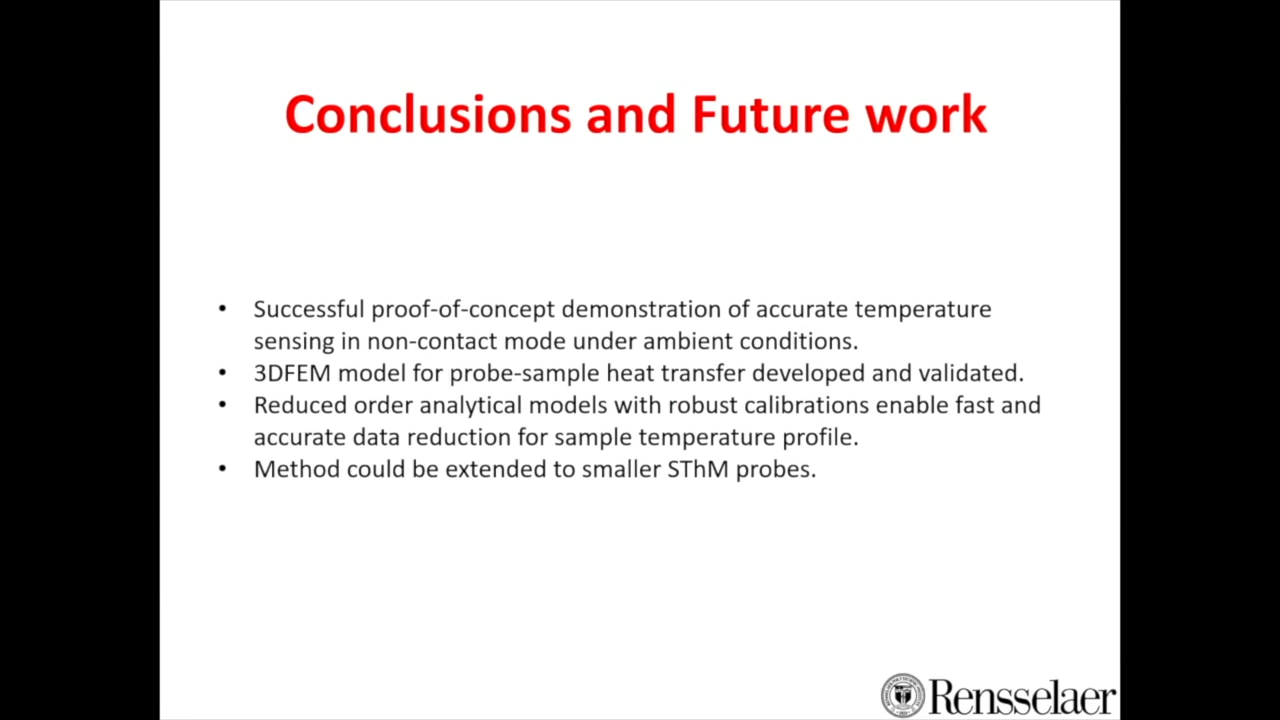 Conclusions and Future work
• Successful proof-of-concept demonstration of accurate temperature
sensing in non-contact mode under ambient conditions.
• 3DFEM model for probe-sample heat transfer developed and validated.
• Reduced order analytical models with robust calibrations enable fast and
accurate data reduction for sample temperature profile.
• Method could be extended to smaller SThM probes.
Rensselaer